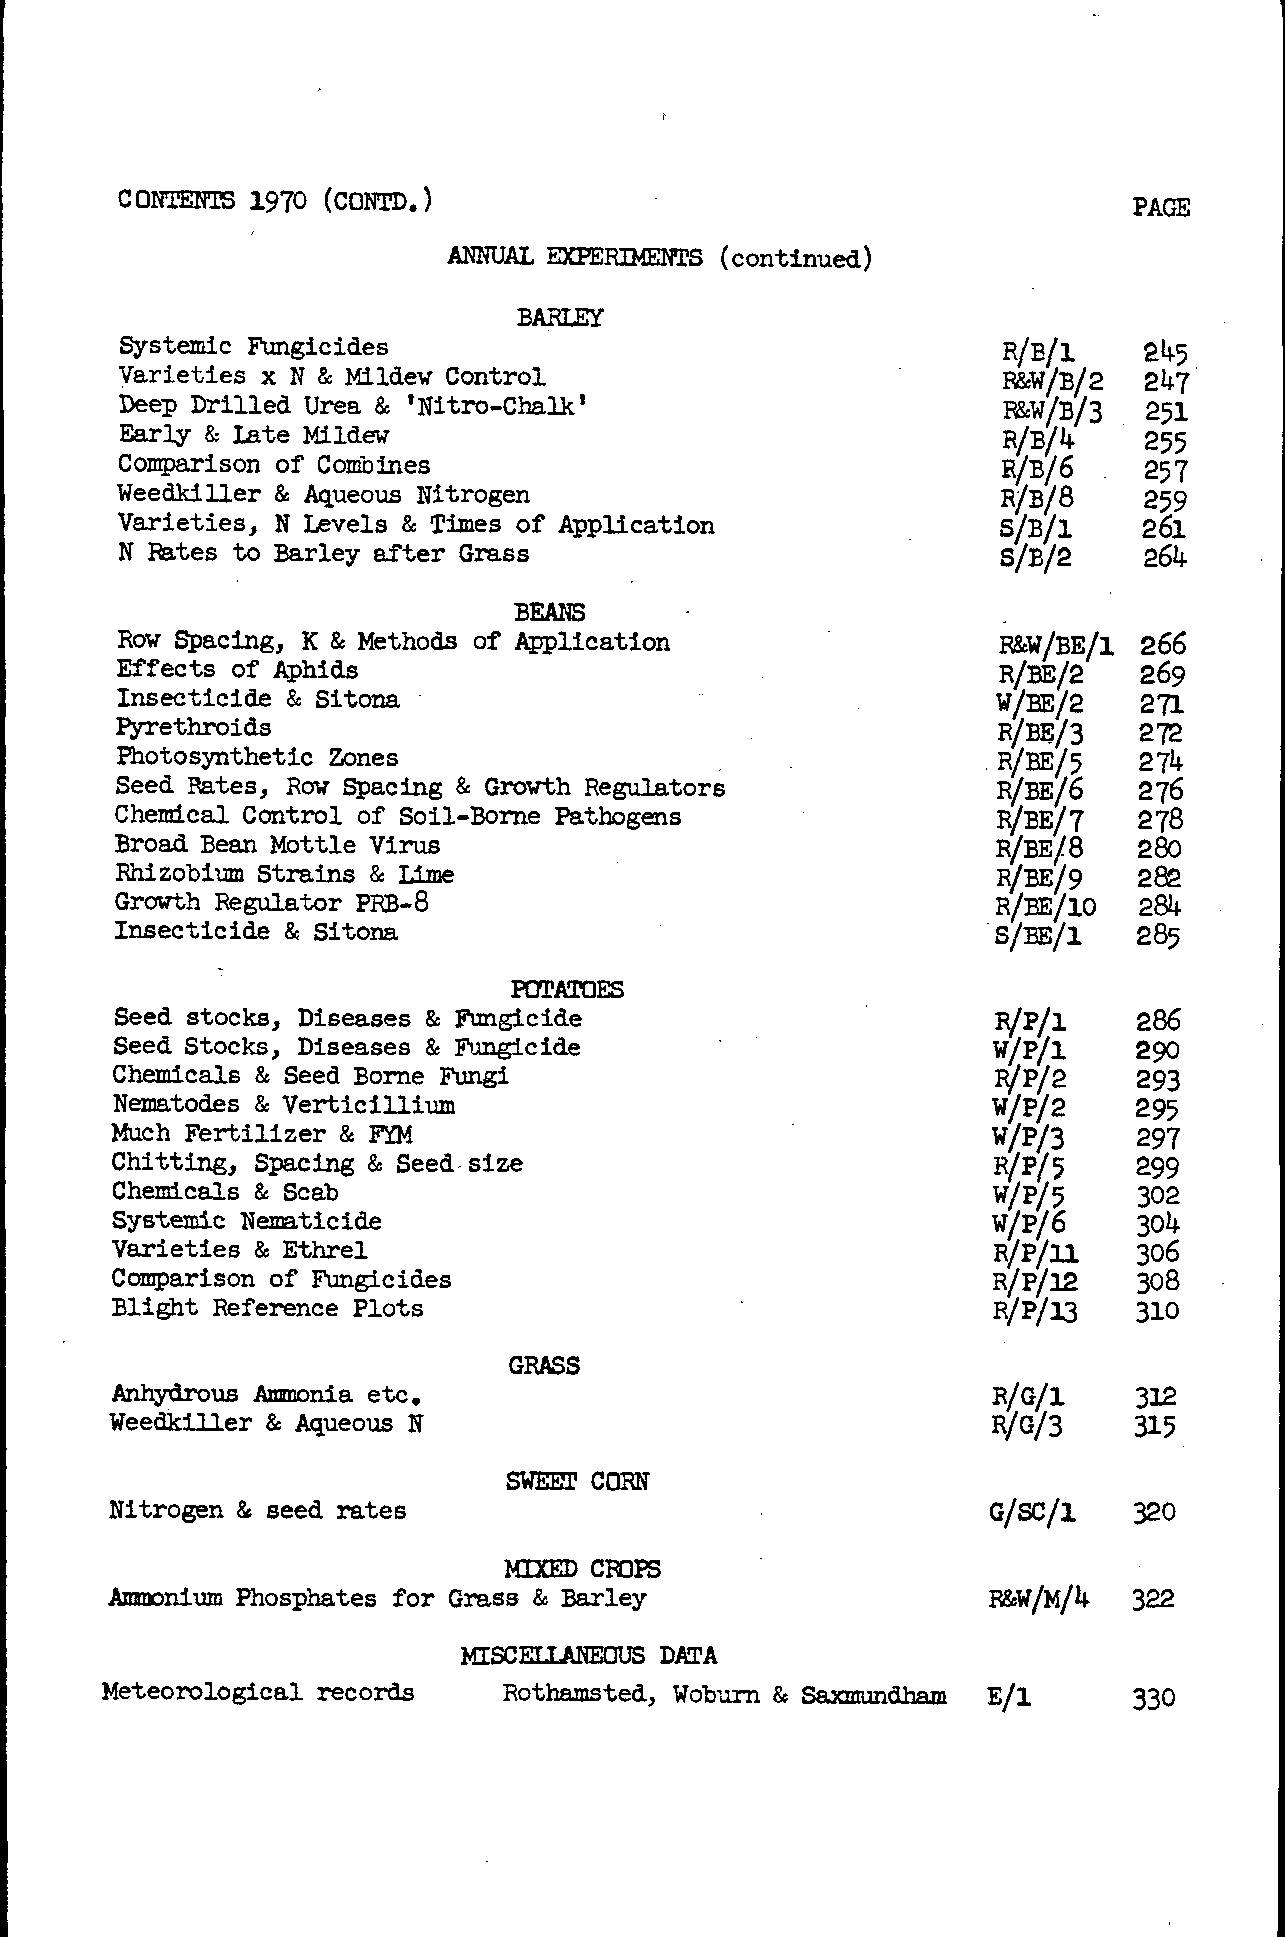 CONTENTS 1970 (CONTD.) PAGE
ANNUAL EXPERIMENTS (continued)
BARLEY
Systemic Fungicides R/B/1 245
Varieties x N & Mildew Control R&W/B/2 247
Deep Drilled Urea & 'Nitro-Chalk' R&W/B/3 251
Early & Late Mildew R/B/4 255
Comparison of Combines R/B/6 257
Weedkiller & Aqueous Nitrogen R/B/8 259
Varieties, N Levels & Times of Application S/B/1 261
N Rates to Barley after Grass S/B/2 264
BEANS
Row Spacing, K & Methods of Application R&W/BE/1 266
Effects of Aphids R/BE/2 269
Insecticide & Sitona W/BE/2 271
Pyrethroids R/BE/3 272
Photosynthetic Zones R/BE/5 274
Seed Rates, Row Spacing & Growth Regulators R/BE/6 276
Chemical Control of Soil-Borne Pathogens R/BE/7 278
Broad Bean Mottle Virus R/BE/8 280
Rhizobium Strains & Lime R/BE/9 282
Growth Regulator PRB-8 R/BE/10 284
Insecticide & Sitona S/BE/1 285
POTATOES
Seed stocks, Diseases & Fungicide R/P/1 286
Seed Stocks, Diseases & Fungicide W/P/1 290
Chemicals & Seed Borne Fungi R/P/2 293
Nematodes & Verticillium W/P/2 295
Much Fertilizer & FYM W/P/3 297
Chitting, Spacing & Seed size R/P/5 299
Chemicals & Scab W/P/5 302
Systemic Nematicide W/P/6 304
Varieties & Ethrel R/P/11 306
Comparison of Fungicides R/P/12 308
Blight Reference Plots R/P/13 310
GRASS
Anhydrous Ammonia etc. R/G/1 312
Weedkiller & Aqueous N R/G/3 315
SWEET CORN
Nitrogen & seed rates G/SC/1 320
MIXED CROPS
Ammonium Phosphates for Grass & Barley R&W/M/4 322
MISCELLANEOUS DATA
Meteorological records Rothamsted, Woburn & Saxmundham E/1 330